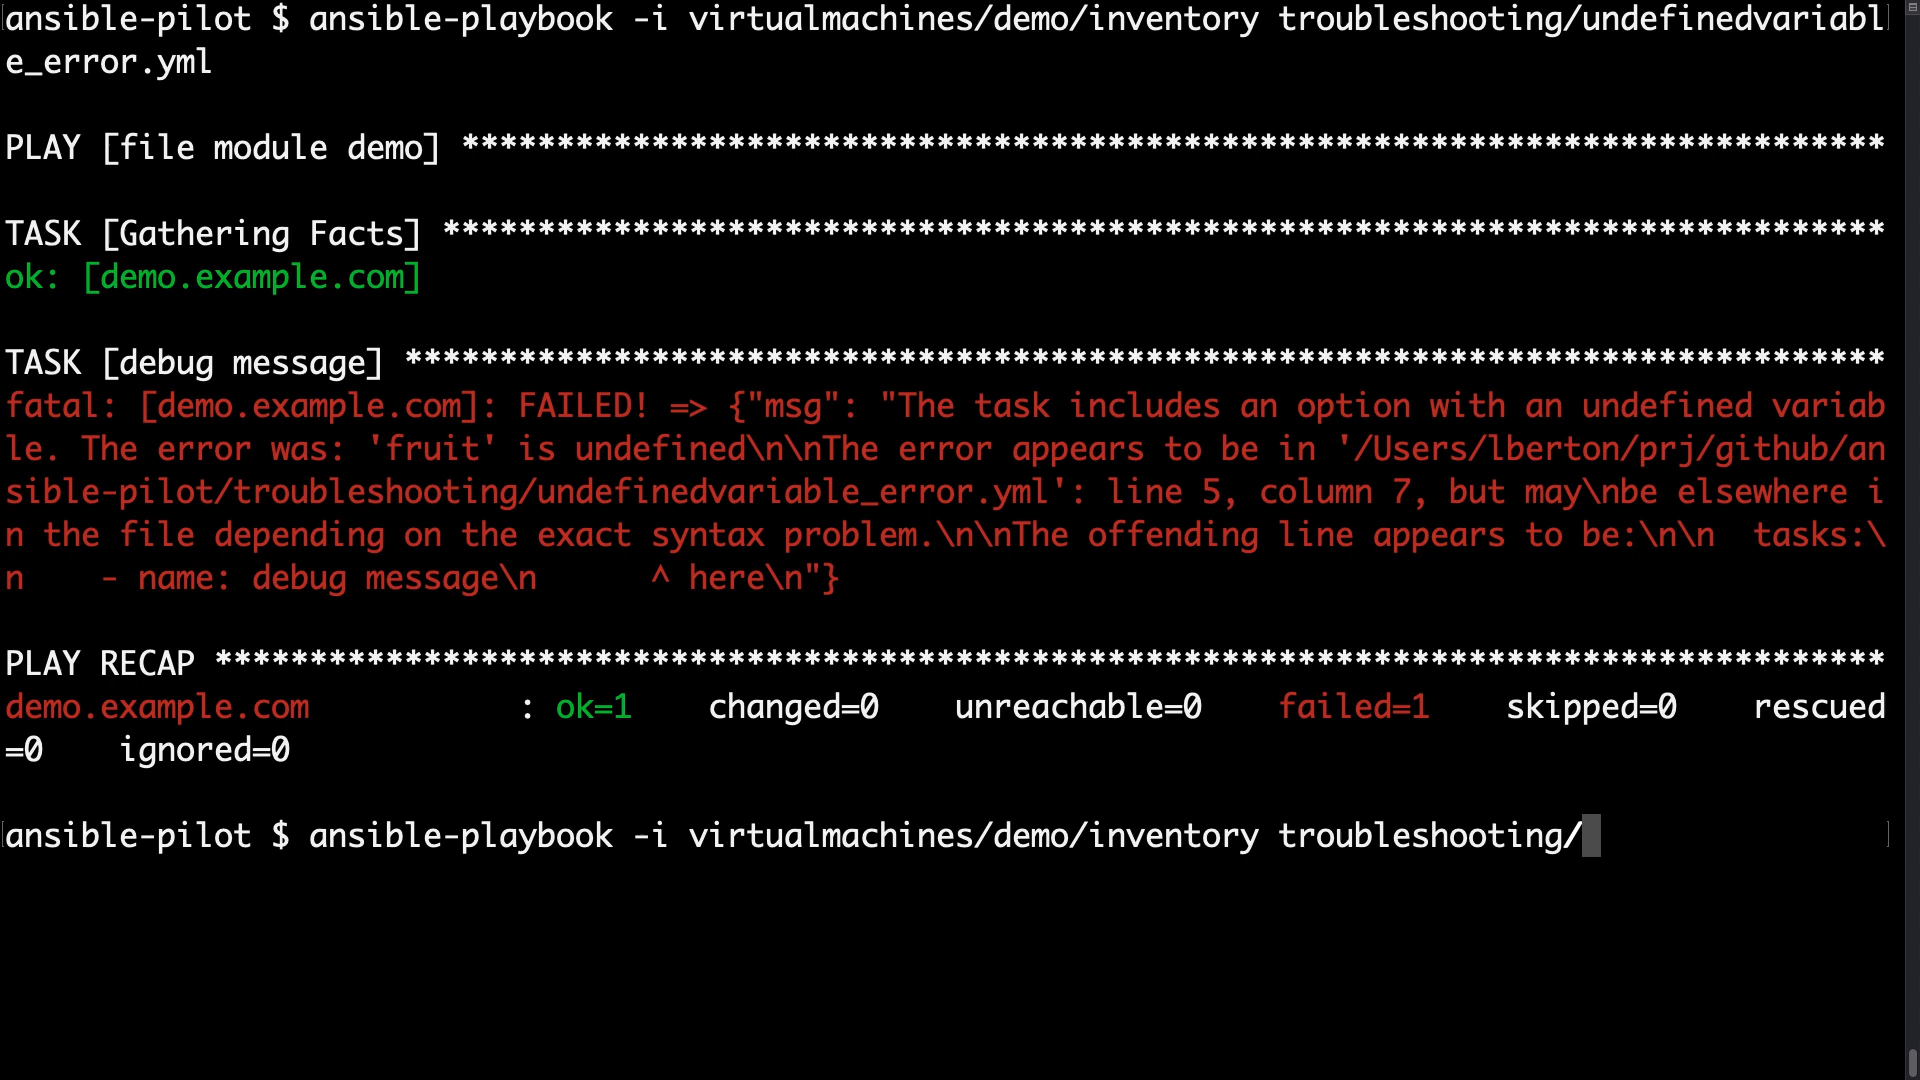 ansible-pilot $ ansible-playbook -i virtualmachines/demo/inventory troubleshooting/undefinedvariabl
e_error.yml
PLAY [file module demo] ***************************************************************************
TASK [Gathering Facts] ****************************************************************************
ok: [demo.example.com]
TASK [debug message] ******************************************************************************
fatal: [demo.example.com]: FAILED! => {"msg": "The task includes an option with an undefined variab
le. The error was: 'fruit' is undefined\n\nThe error appears to be in '/Users/lberton/prj/github/an
sible-pilot/troubleshooting/undefinedvariable_error.yml': line 5, column 7, but may\nbe elsewhere i
n the file depending on the exact syntax problem.\n\nThe offending line appears to be:\n\n  tasks:\
n    - name: debug message\n      ^ here\n"}
PLAY RECAP ****************************************************************************************
demo.example.com           : ok=1    changed=0    unreachable=0    failed=1    skipped=0    rescued
=0    ignored=0
ansible-pilot $ ansible-playbook -i virtualmachines/demo/inventory troubleshooting/